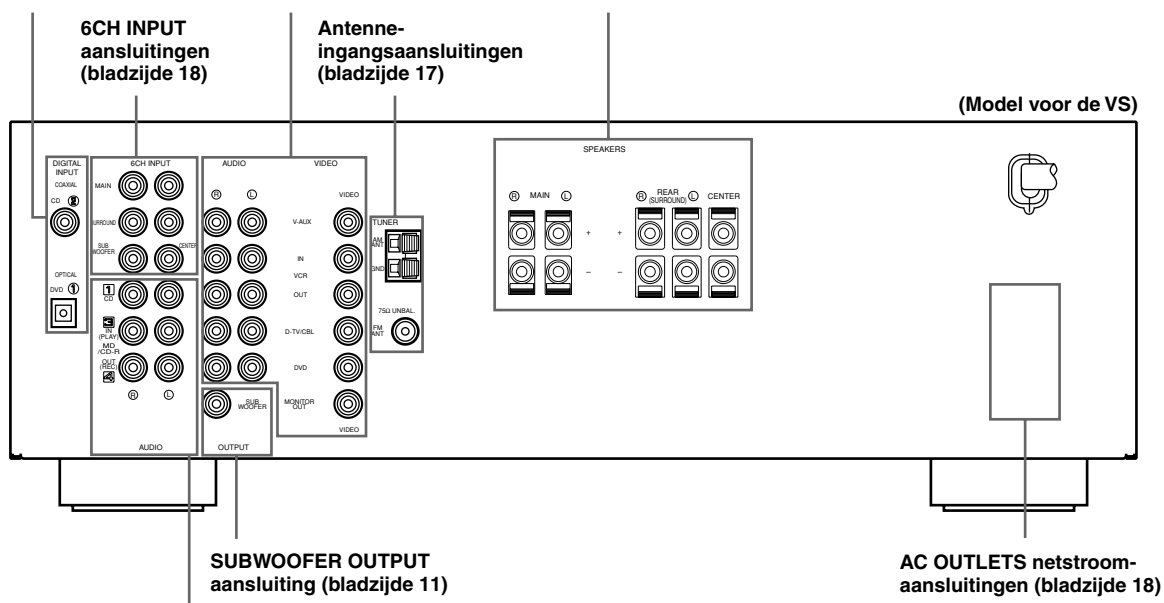 6CH INPUT
aansluitingen
(bladzijde 18)
Antenne-
ingangsaansluitingen
(bladzijde 17)
(Model voor de VS)
DIGITAL
INPUT
COAXIAL
CD 2
OPTICAL
DVD 1
6CH INPUT
MAIN
SURROUND
SUB
WOOFER
CENTER
1
CD
3
IN
(PLAY)
MD
/CD-R
OUT
(REC)
4
R L
AUDIO
AUDIO VIDEO
R L
VIDEO
V-AUX
IN
VCR
OUT
D-TV/CBL
DVD
SUB
WOOFER
MONITOR
OUT
VIDEO
OUTPUT
TUNER
AM
ANT
GND
75Ω UNBAL.
FM
ANT
SPEAKERS
R MAIN L
R REAR L
(SURROUND)
CENTER
+ +
– –
SUBWOOFER OUTPUT
aansluiting (bladzijde 11)
AC OUTLETS netstroom-
aansluitingen (bladzijde 18)